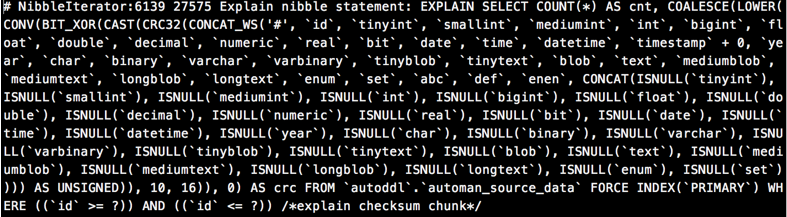 # NibbleIterator:6139 27575 Explain nibble statement: EXPLAIN SELECT COUNT(*) AS cnt, COALESCE(LOWER(
CONV(BIT_XOR(CAST(CRC32(CONCAT_WS('#', `id`, `tinyint`, `smallint`, `mediumint`, `int`, `bigint`, `fl
oat`, `double`, `decimal`, `numeric`, `real`, `bit`, `date`, `time`, `datetime`, `timestamp` + 0, `ye
ar`, `char`, `binary`, `varchar`, `varbinary`, `tinyblob`, `tinytext`, `blob`, `text`, `mediumblob`,
`mediumtext`, `longblob`, `longtext`, `enum`, `set`, `abc`, `def`, `enen`, CONCAT(ISNULL(`tinyint`),
ISNULL(`smallint`), ISNULL(`mediumint`), ISNULL(`int`), ISNULL(`bigint`), ISNULL(`float`), ISNULL(`do
uble`), ISNULL(`decimal`), ISNULL(`numeric`), ISNULL(`real`), ISNULL(`bit`), ISNULL(`date`), ISNULL(`
time`), ISNULL(`datetime`), ISNULL(`year`), ISNULL(`char`), ISNULL(`binary`), ISNULL(`varchar`), ISNU
LL(`varbinary`), ISNULL(`tinyblob`), ISNULL(`tinytext`), ISNULL(`blob`), ISNULL(`text`), ISNULL(`medi
umblob`), ISNULL(`mediumtext`), ISNULL(`longblob`), ISNULL(`longtext`), ISNULL(`enum`), ISNULL(`set`)
))) AS UNSIGNED)), 10, 16)), 0) AS crc FROM `autoddl`.`automan_source_data` FORCE INDEX(`PRIMARY`) WH
ERE ((`id` >= ?)) AND ((`id` <= ?)) /*explain checksum chunk*/